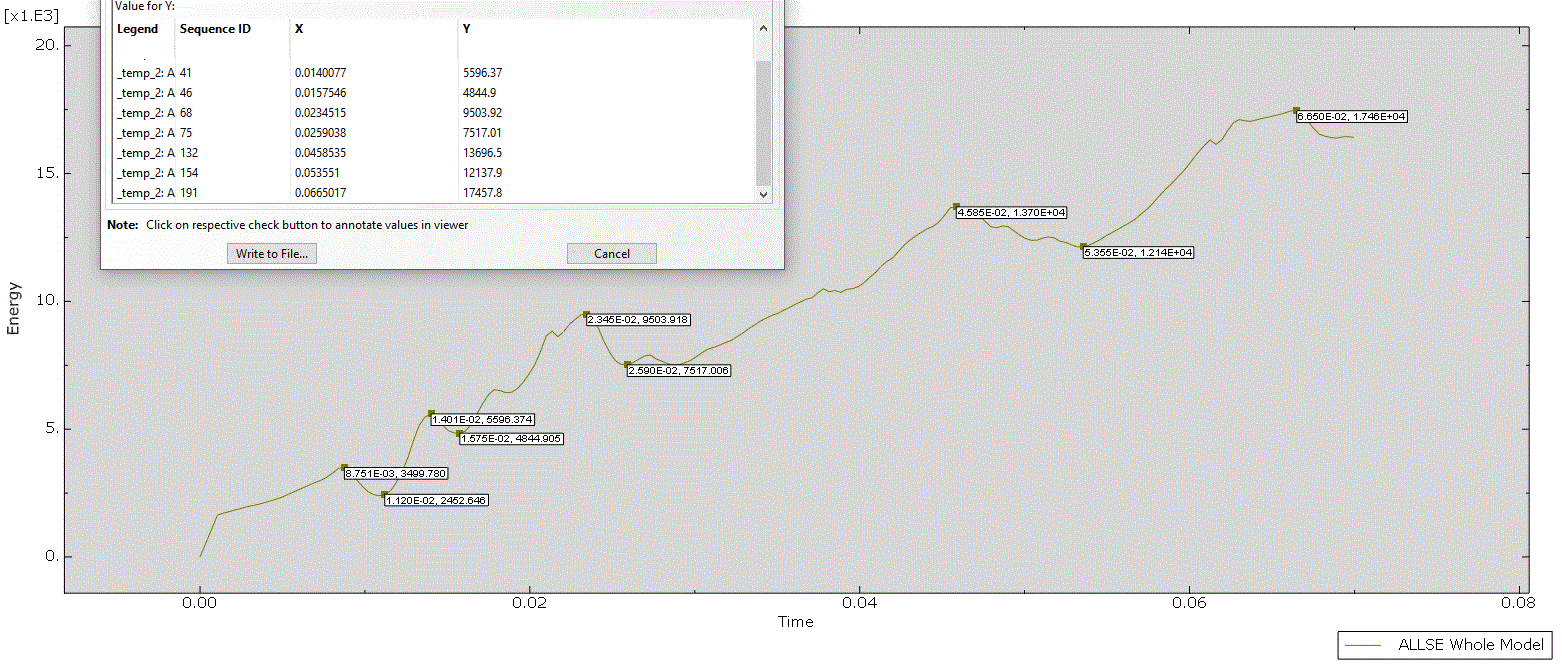 [x1.E3]
Value for Y:
Legend Sequence ID X Y
_temp_2: A 41 0.0140077 5596.37
_temp_2: A 46 0.0157546 4844.9
_temp_2: A 68 0.0234515 9503.92
_temp_2: A 75 0.0259038 7517.01
_temp_2: A 132 0.0458535 13696.5
_temp_2: A 154 0.053551 12137.9
_temp_2: A 191 0.0665017 17457.8
Note: Click on respective check button to annotate values in viewer
Write to File... Cancel
20.
15.
10.
5.
0.
Energy
6.650E-02, 1.746E+04
4.585E-02, 1.370E+04
5.355E-02, 1.214E+04
2.345E-02, 9503.918
2.590E-02, 7517.006
1.401E-02, 5596.374
1.575E-02, 4844.905
8.751E-03, 3499.780
1.120E-02, 2452.646
0.00 0.02 0.04 0.06 0.08
Time
ALLSE Whole Model